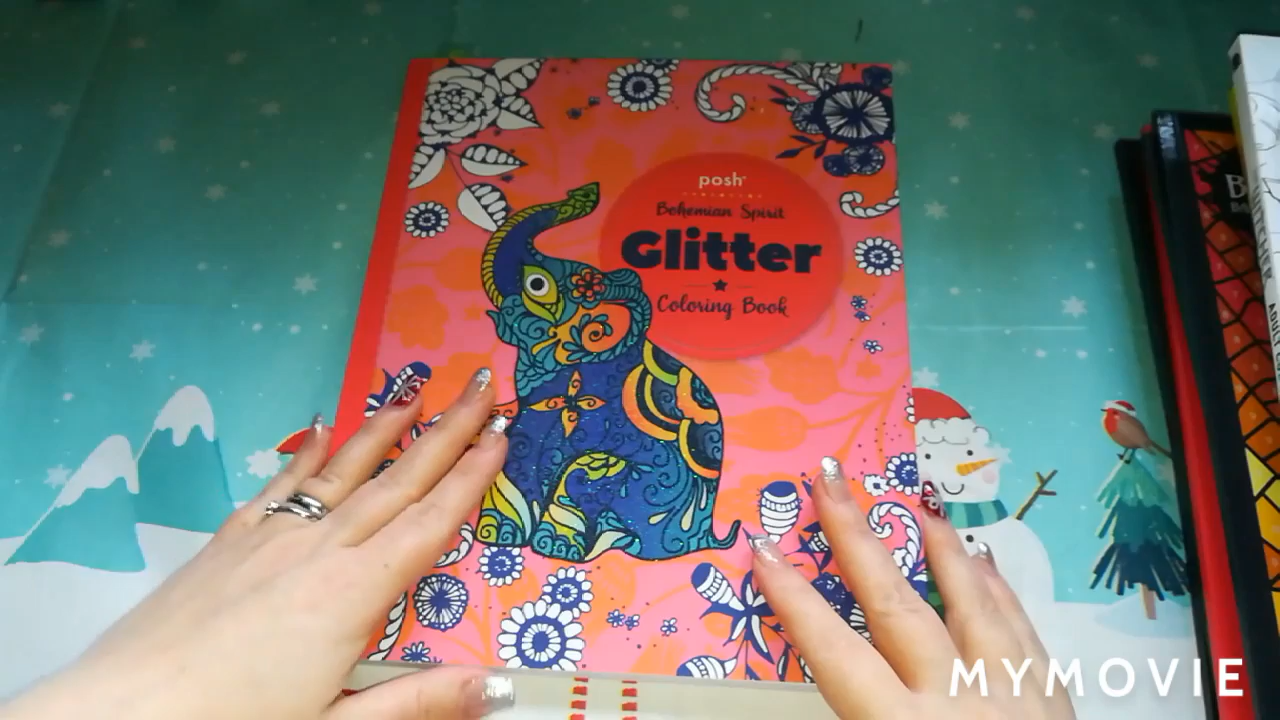 posh
Bohemian Spirit
Glitter
Coloring Book
MYMOVIE